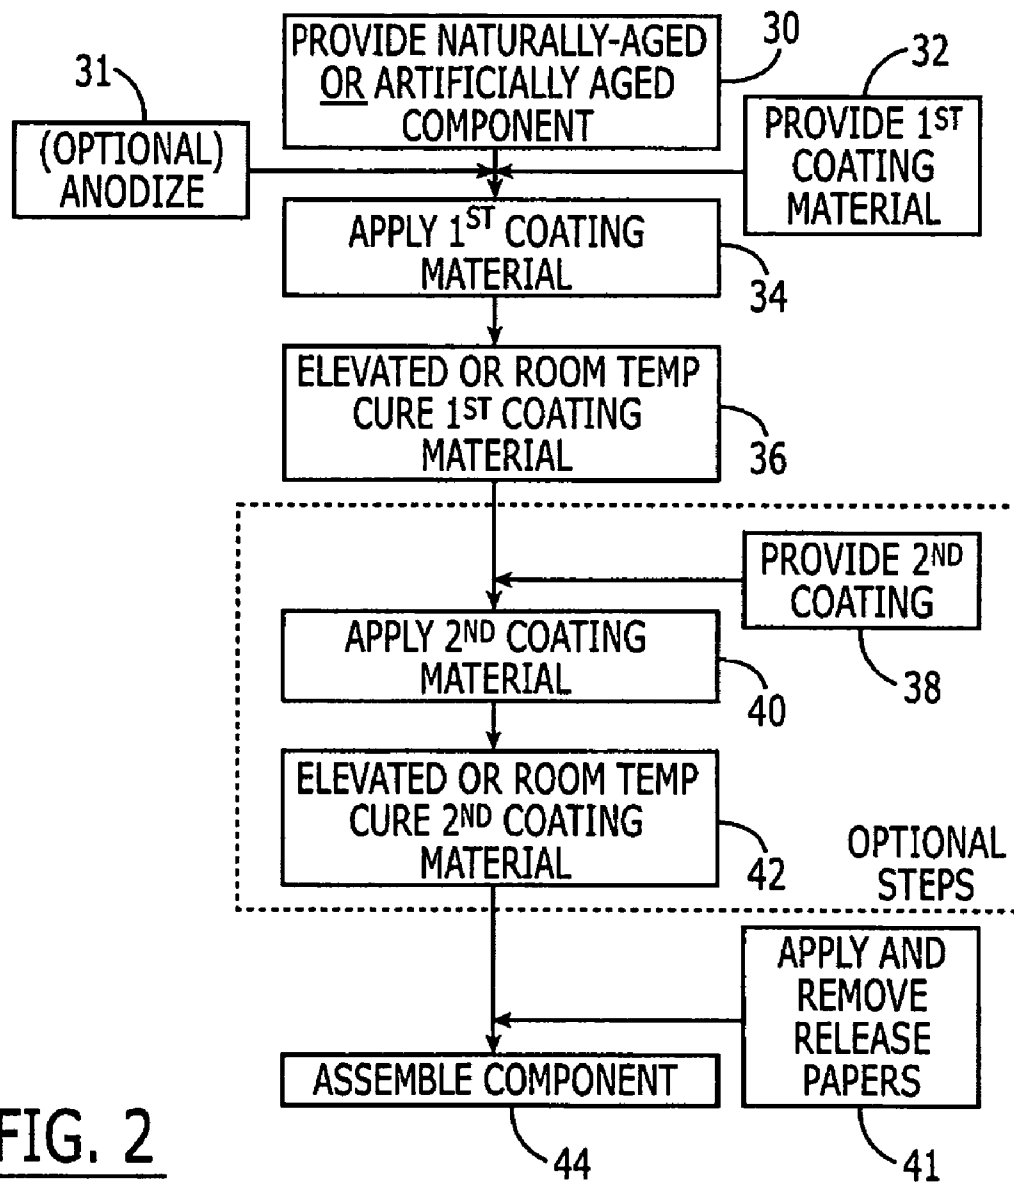 PROVIDE NATURALLY-AGED
OR ARTIFICIALLY AGED
COMPONENT
30
31
(OPTIONAL)
ANODIZE
32
PROVIDE 1ST
COATING
MATERIAL
APPLY 1ST COATING
MATERIAL
34
ELEVATED OR ROOM TEMP
CURE 1ST COATING
MATERIAL
36
PROVIDE 2ND
COATING
38
APPLY 2ND COATING
MATERIAL
40
ELEVATED OR ROOM TEMP
CURE 2ND COATING
MATERIAL
42
OPTIONAL
STEPS
APPLY AND
REMOVE
RELEASE
PAPERS
41
ASSEMBLE COMPONENT
44
FIG. 2